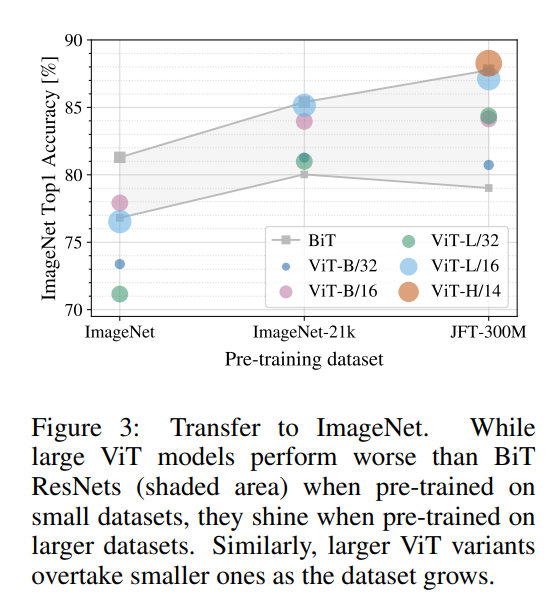 90
85
80
75
70
ImageNet Top1 Accuracy [%]
BiT
ViT-B/32
ViT-B/16
ViT-L/32
ViT-L/16
ViT-H/14
ImageNet
ImageNet-21k
JFT-300M
Pre-training dataset
Figure 3: Transfer to ImageNet. While
large ViT models perform worse than BiT
ResNets (shaded area) when pre-trained on
small datasets, they shine when pre-trained on
larger datasets. Similarly, larger ViT variants
overtake smaller ones as the dataset grows.